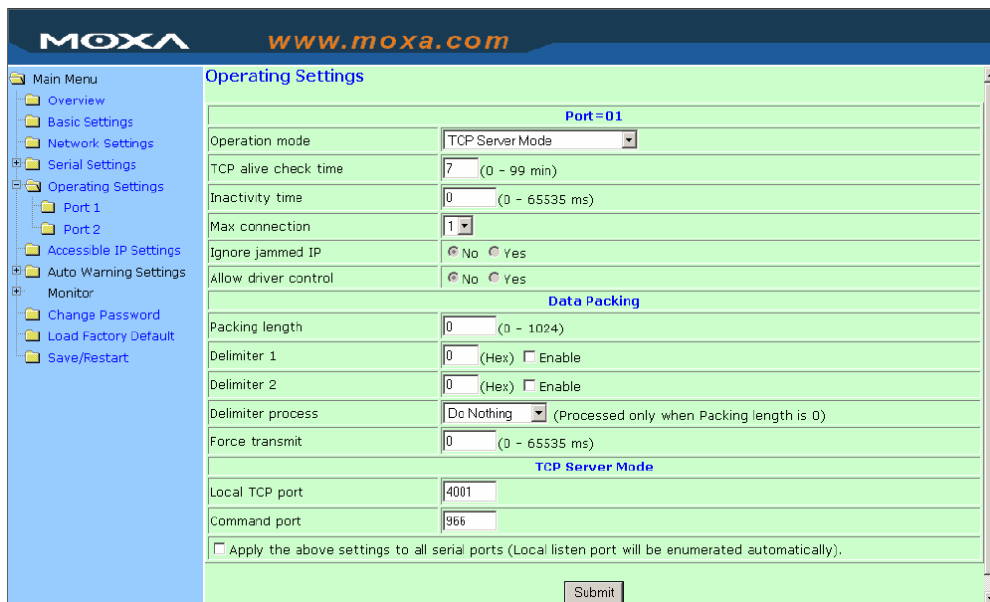 MOXA www.moxa.com
Main Menu
Overview
Basic Settings
Network Settings
Serial Settings
Operating Settings
Port 1
Port 2
Accessible IP Settings
Auto Warning Settings
Monitor
Change Password
Load Factory Default
Save/Restart
Operating Settings
Port=01
Operation mode TCP Server Mode
TCP alive check time 7 (0 - 99 min)
Inactivity time 0 (0 - 65535 ms)
Max connection 1
Ignore jammed IP No Yes
Allow driver control No Yes
Data Packing
Packing length 0 (0 - 1024)
Delimiter 1 0 (Hex) Enable
Delimiter 2 0 (Hex) Enable
Delimiter process Do Nothing (Processed only when Packing length is 0)
Force transmit 0 (0 - 65535 ms)
TCP Server Mode
Local TCP port 4001
Command port 966
Apply the above settings to all serial ports (Local listen port will be enumerated automatically).
Submit